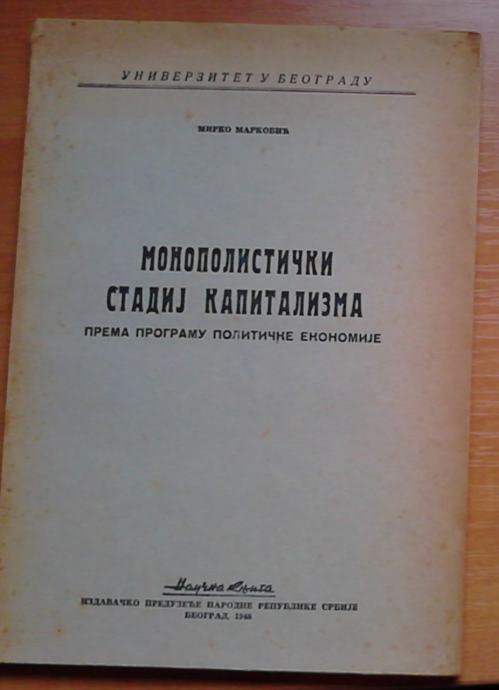 УНИВЕРЗИТЕТ У БЕОГРАДУ
МИРКО МАРКОВИЋ
МОНОПОЛИСТИЧКИ
СТАДИЈ КАПИТАЛИЗМА
ПРЕМА ПРОГРАМУ ПОЛИТИЧКЕ ЕКОНОМИЈЕ
Научна књига
ИЗДАВАЧКО ПРЕДУЗЕЋЕ НАРОДНЕ РЕПУБЛИКЕ СРБИЈЕ
БЕОГРАД, 1948